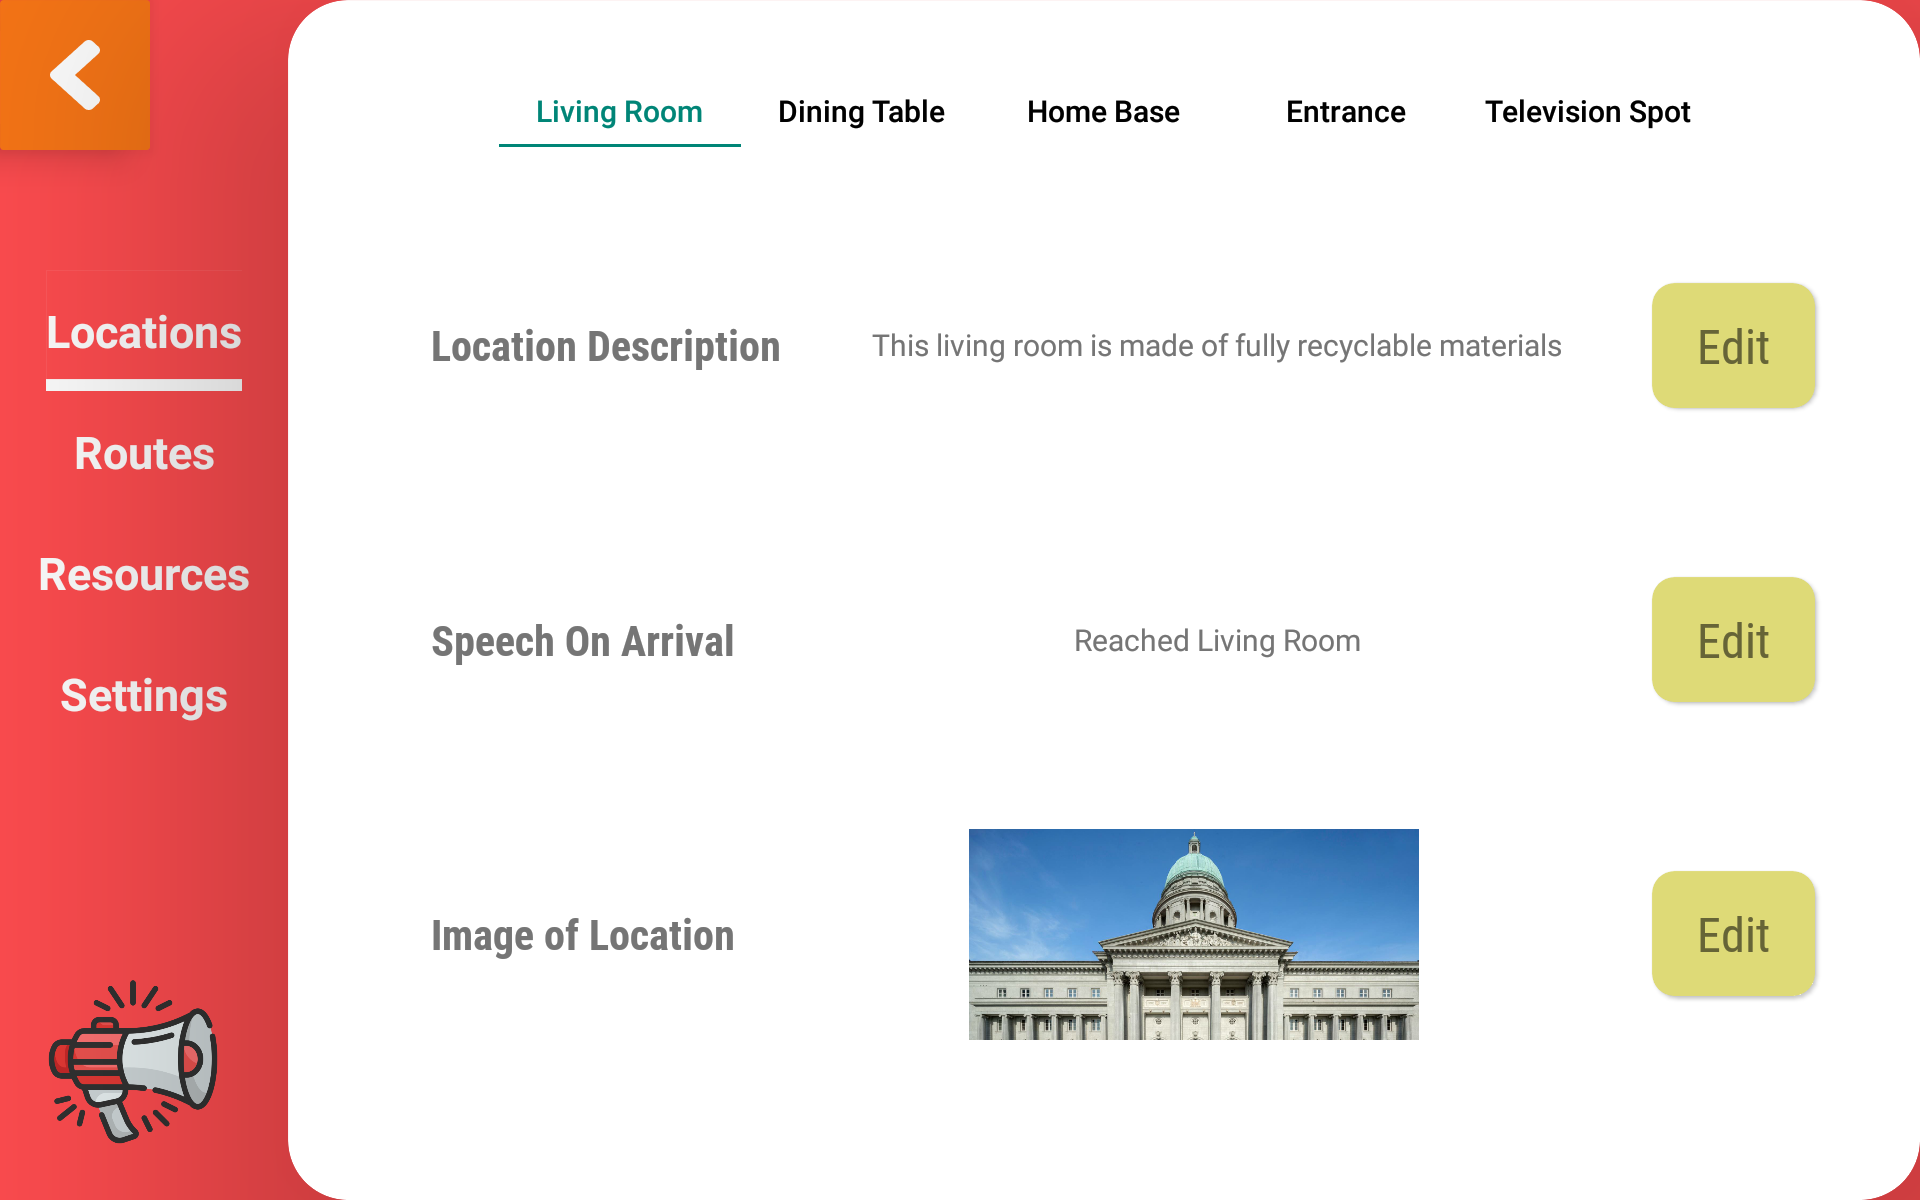 Living Room
Dining Table
Home Base
Entrance
Television Spot
Locations
Routes
Resources
Settings
Location Description
This living room is made of fully recyclable materials
Edit
Speech On Arrival
Reached Living Room
Edit
Image of Location
Edit